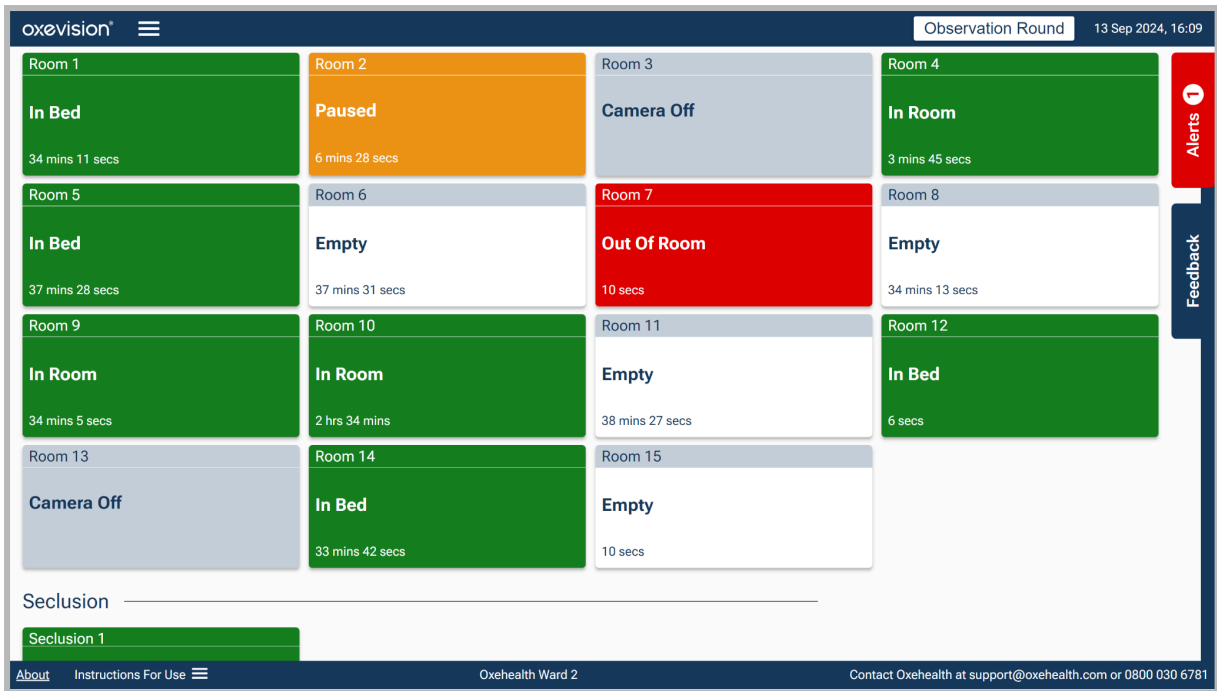 oxevision®
Observation Round
13 Sep 2024, 16:09
Room 1
In Bed
34 mins 11 secs
Room 2
Paused
6 mins 28 secs
Room 3
Camera Off
Room 4
In Room
3 mins 45 secs
Alerts 1
Room 5
In Bed
37 mins 28 secs
Room 6
Empty
37 mins 31 secs
Room 7
Out Of Room
10 secs
Room 8
Empty
34 mins 13 secs
Feedback
Room 9
In Room
34 mins 5 secs
Room 10
In Room
2 hrs 34 mins
Room 11
Empty
38 mins 27 secs
Room 12
In Bed
6 secs
Room 13
Camera Off
Room 14
In Bed
33 mins 42 secs
Room 15
Empty
10 secs
Seclusion
Seclusion 1
About
Instructions For Use
Oxehealth Ward 2
Contact Oxehealth at support@oxehealth.com or 0800 030 6781